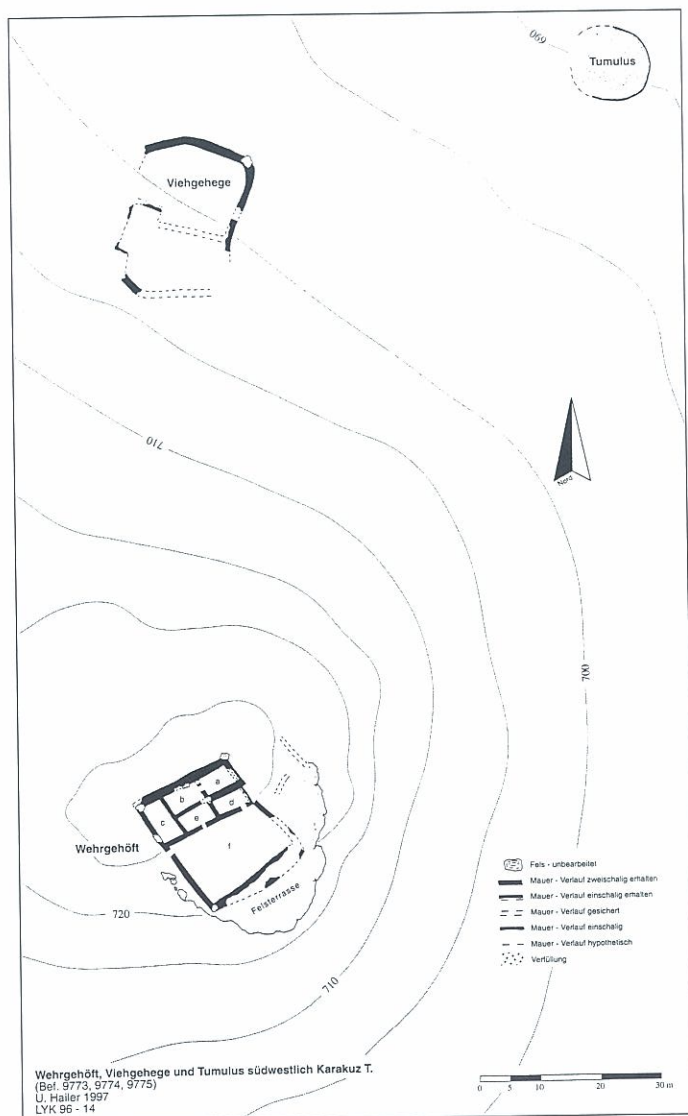 690
Tumulus
Viehgehege
710
Nord
700
a
b
c
d
e
f
Wehrgehöft
Felsterrasse
720
710
Fels - unbearbeitet
Mauer - Verlauf zweischalig erhalten
Mauer - Verlauf einschalig erhalten
Mauer - Verlauf gesichert
Mauer - Verlauf einschalig
Mauer - Verlauf hypothetisch
Verfüllung
Wehrgehöft, Viehgehege und Tumulus südwestlich Karakuz T.
(Bef. 9773, 9774, 9775)
U. Hailer 1997
LYK 96 - 14
0 5 10 20 30 m